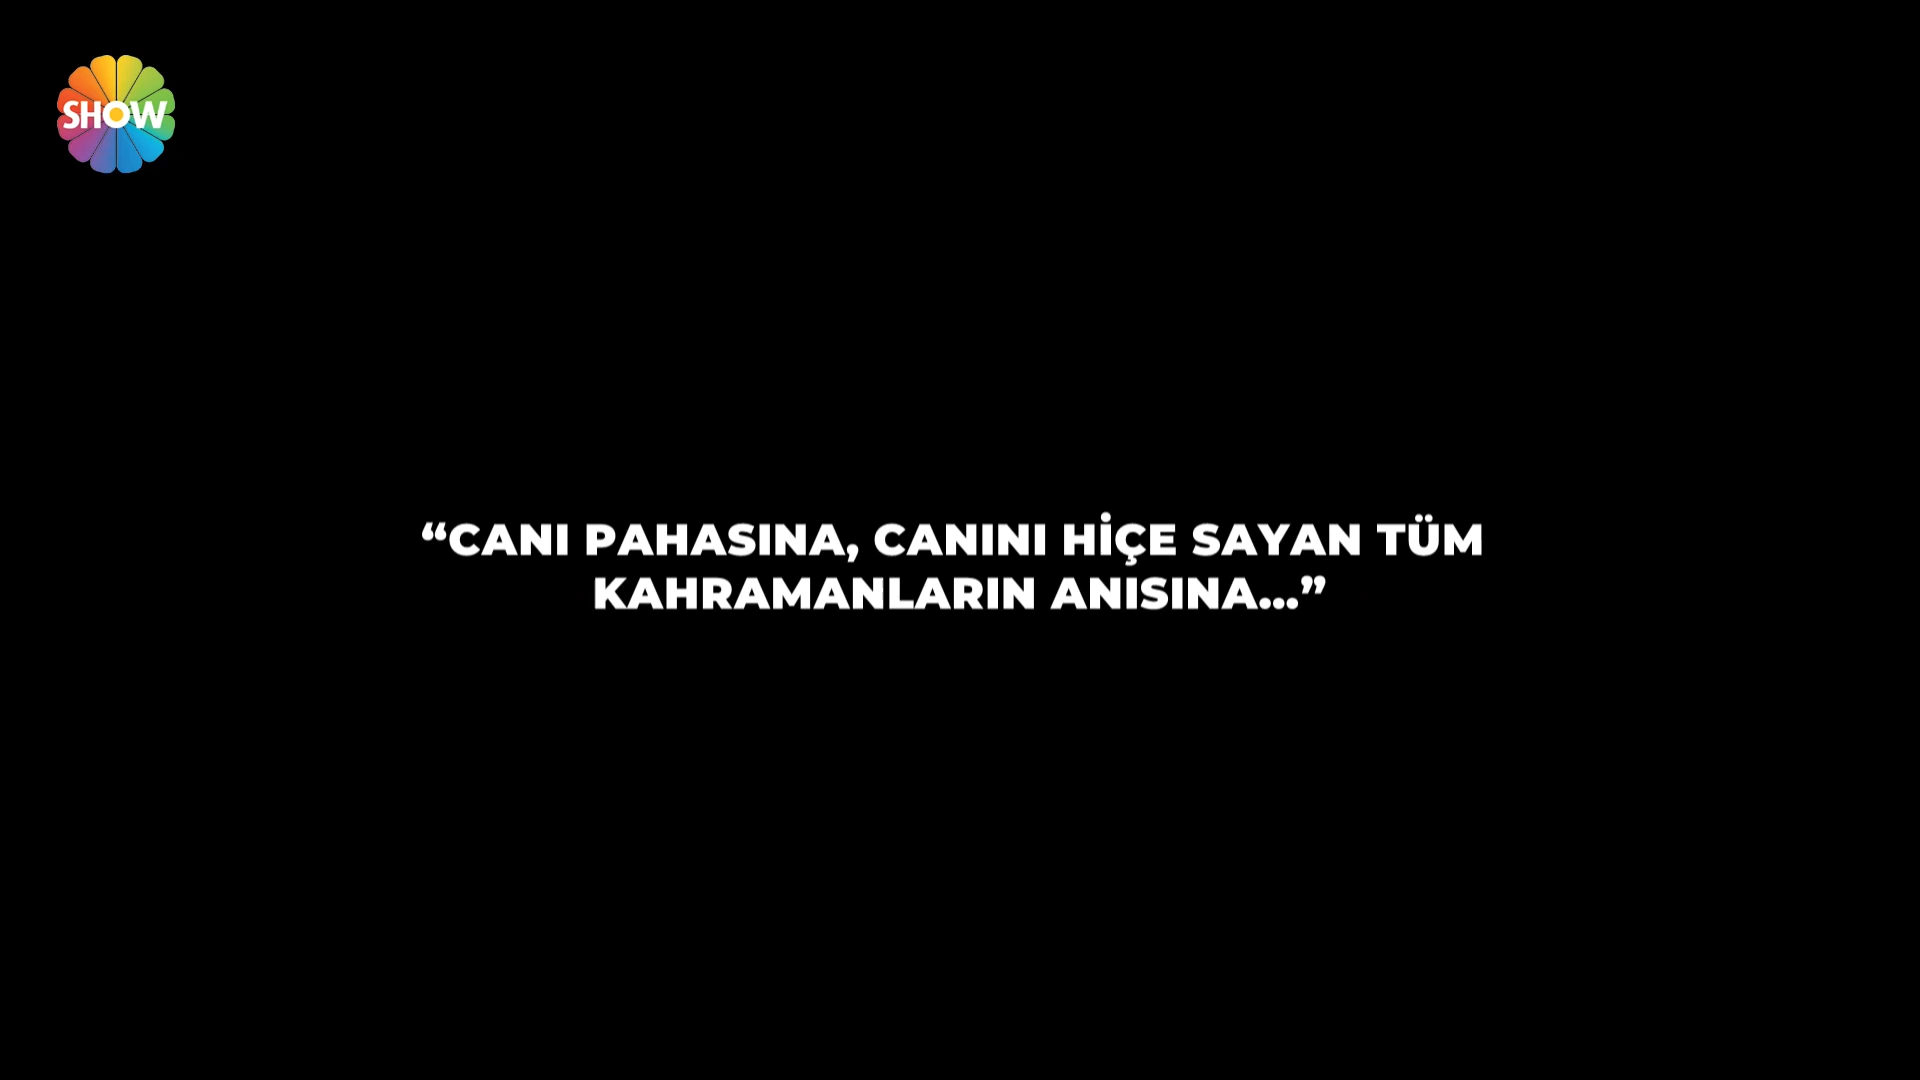 SHOW
“CANI PAHASINA, CANINI HİÇE SAYAN TÜM
KAHRAMANLARIN ANISINA...”